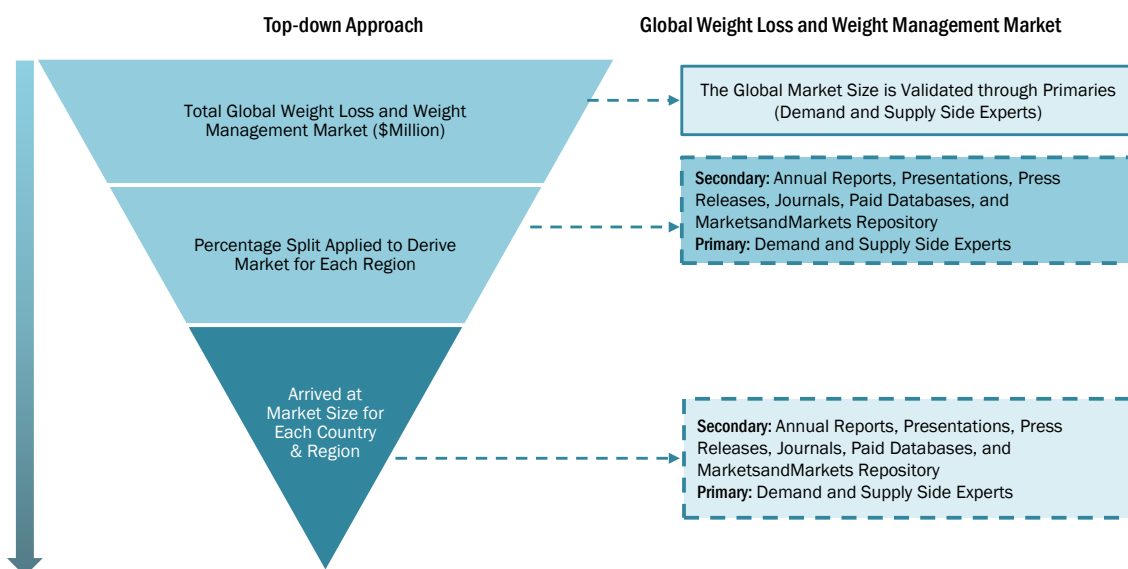 Top-down Approach
Global Weight Loss and Weight Management Market
Total Global Weight Loss and Weight
Management Market ($Million)
The Global Market Size is Validated through Primaries
(Demand and Supply Side Experts)
Percentage Split Applied to Derive
Market for Each Region
Secondary: Annual Reports, Presentations, Press
Releases, Journals, Paid Databases, and
MarketsandMarkets Repository
Primary: Demand and Supply Side Experts
Arrived at
Market Size for
Each Country
& Region
Secondary: Annual Reports, Presentations, Press
Releases, Journals, Paid Databases, and
MarketsandMarkets Repository
Primary: Demand and Supply Side Experts